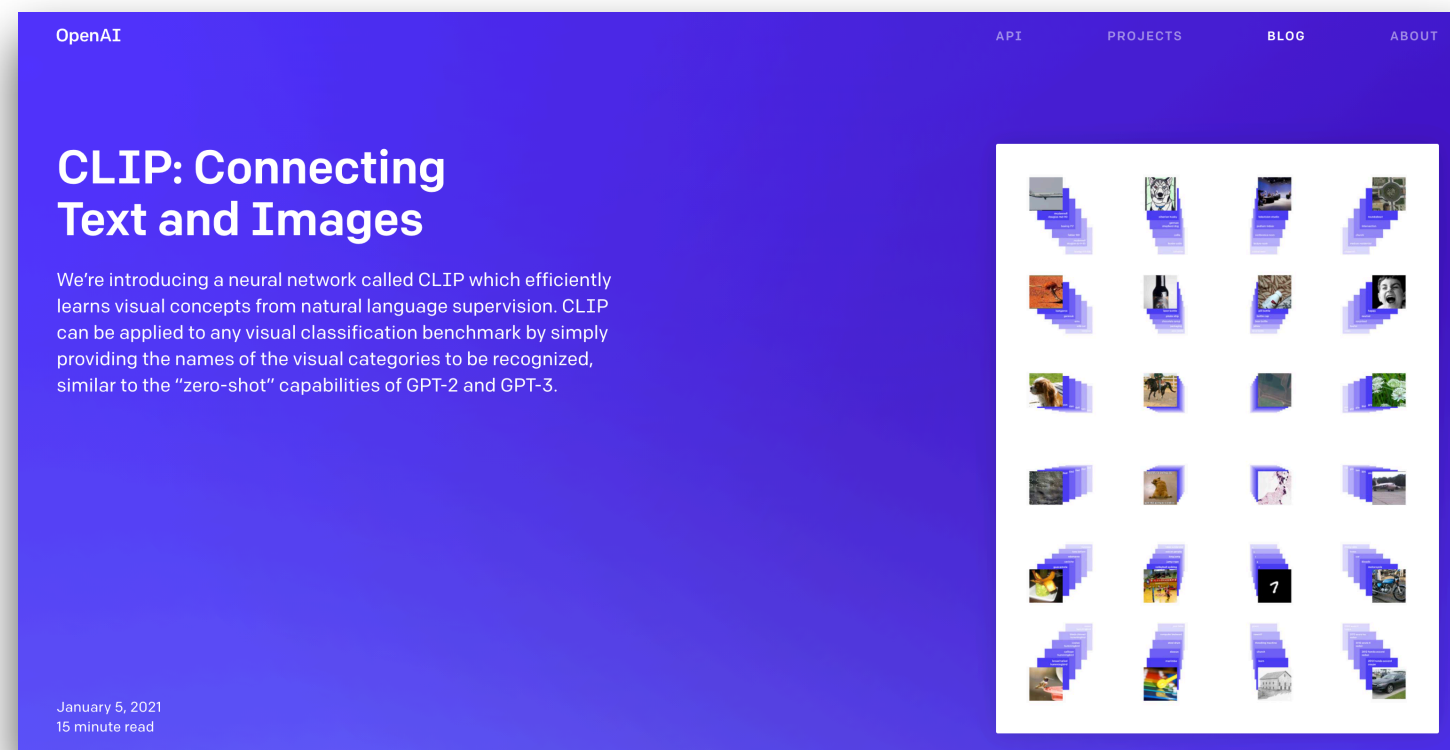 OpenAI
API PROJECTS BLOG ABOUT
CLIP: Connecting
Text and Images
We’re introducing a neural network called CLIP which efficiently
learns visual concepts from natural language supervision. CLIP
can be applied to any visual classification benchmark by simply
providing the names of the visual categories to be recognized,
similar to the “zero-shot” capabilities of GPT-2 and GPT-3.
7
January 5, 2021
15 minute read